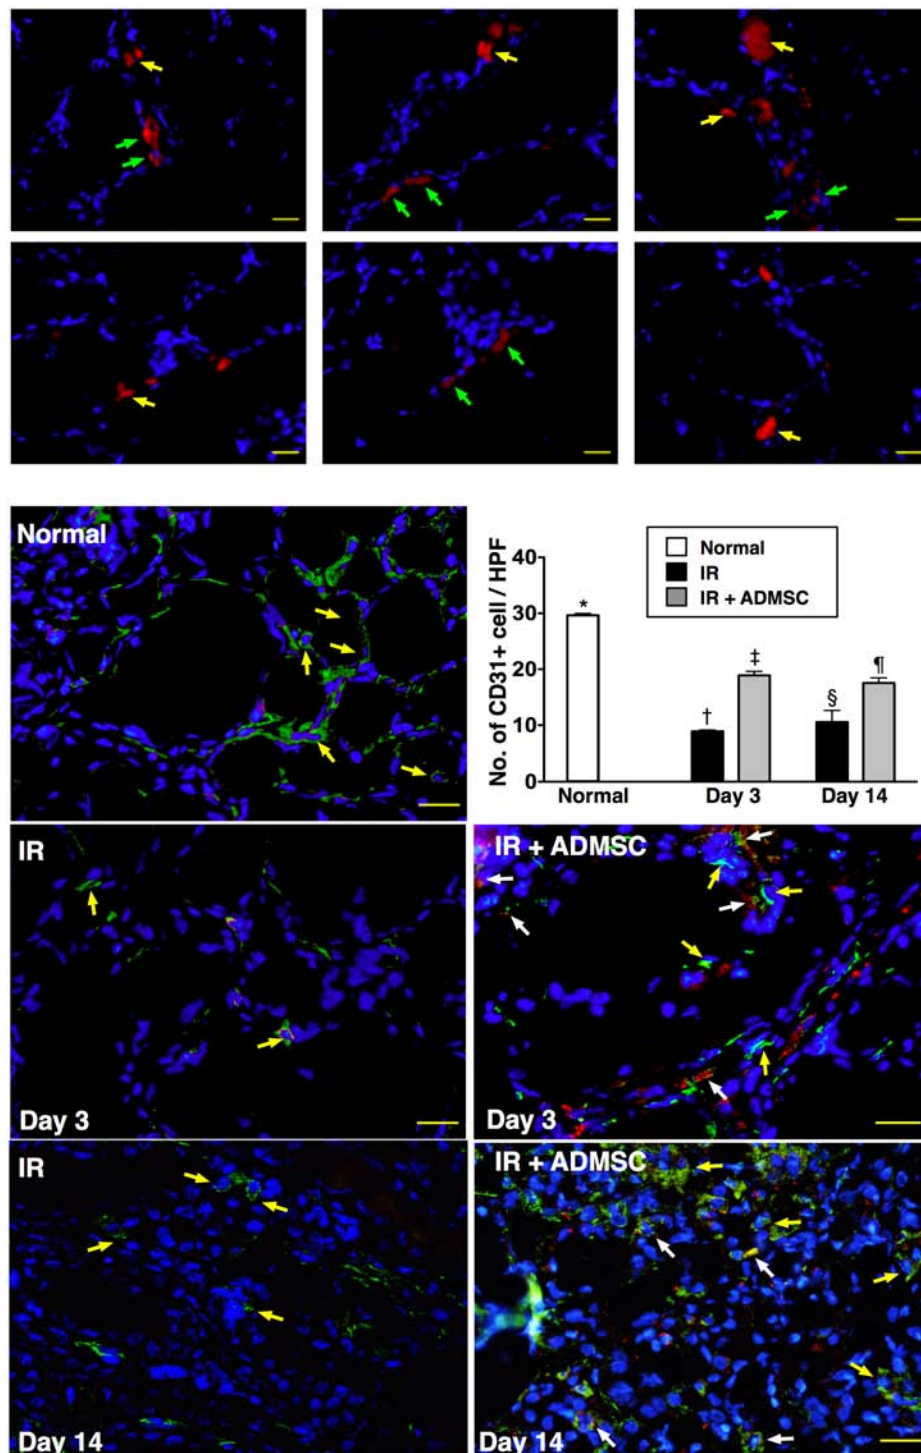 Normal
Normal
IR
IR + ADMSC
No. of CD31+ cell / HPF
40
30
20
10
0
*
†
‡
§
¶
Normal
Day 3
Day 14
IR
Day 3
IR + ADMSC
Day 3
IR
Day 14
IR + ADMSC
Day 14